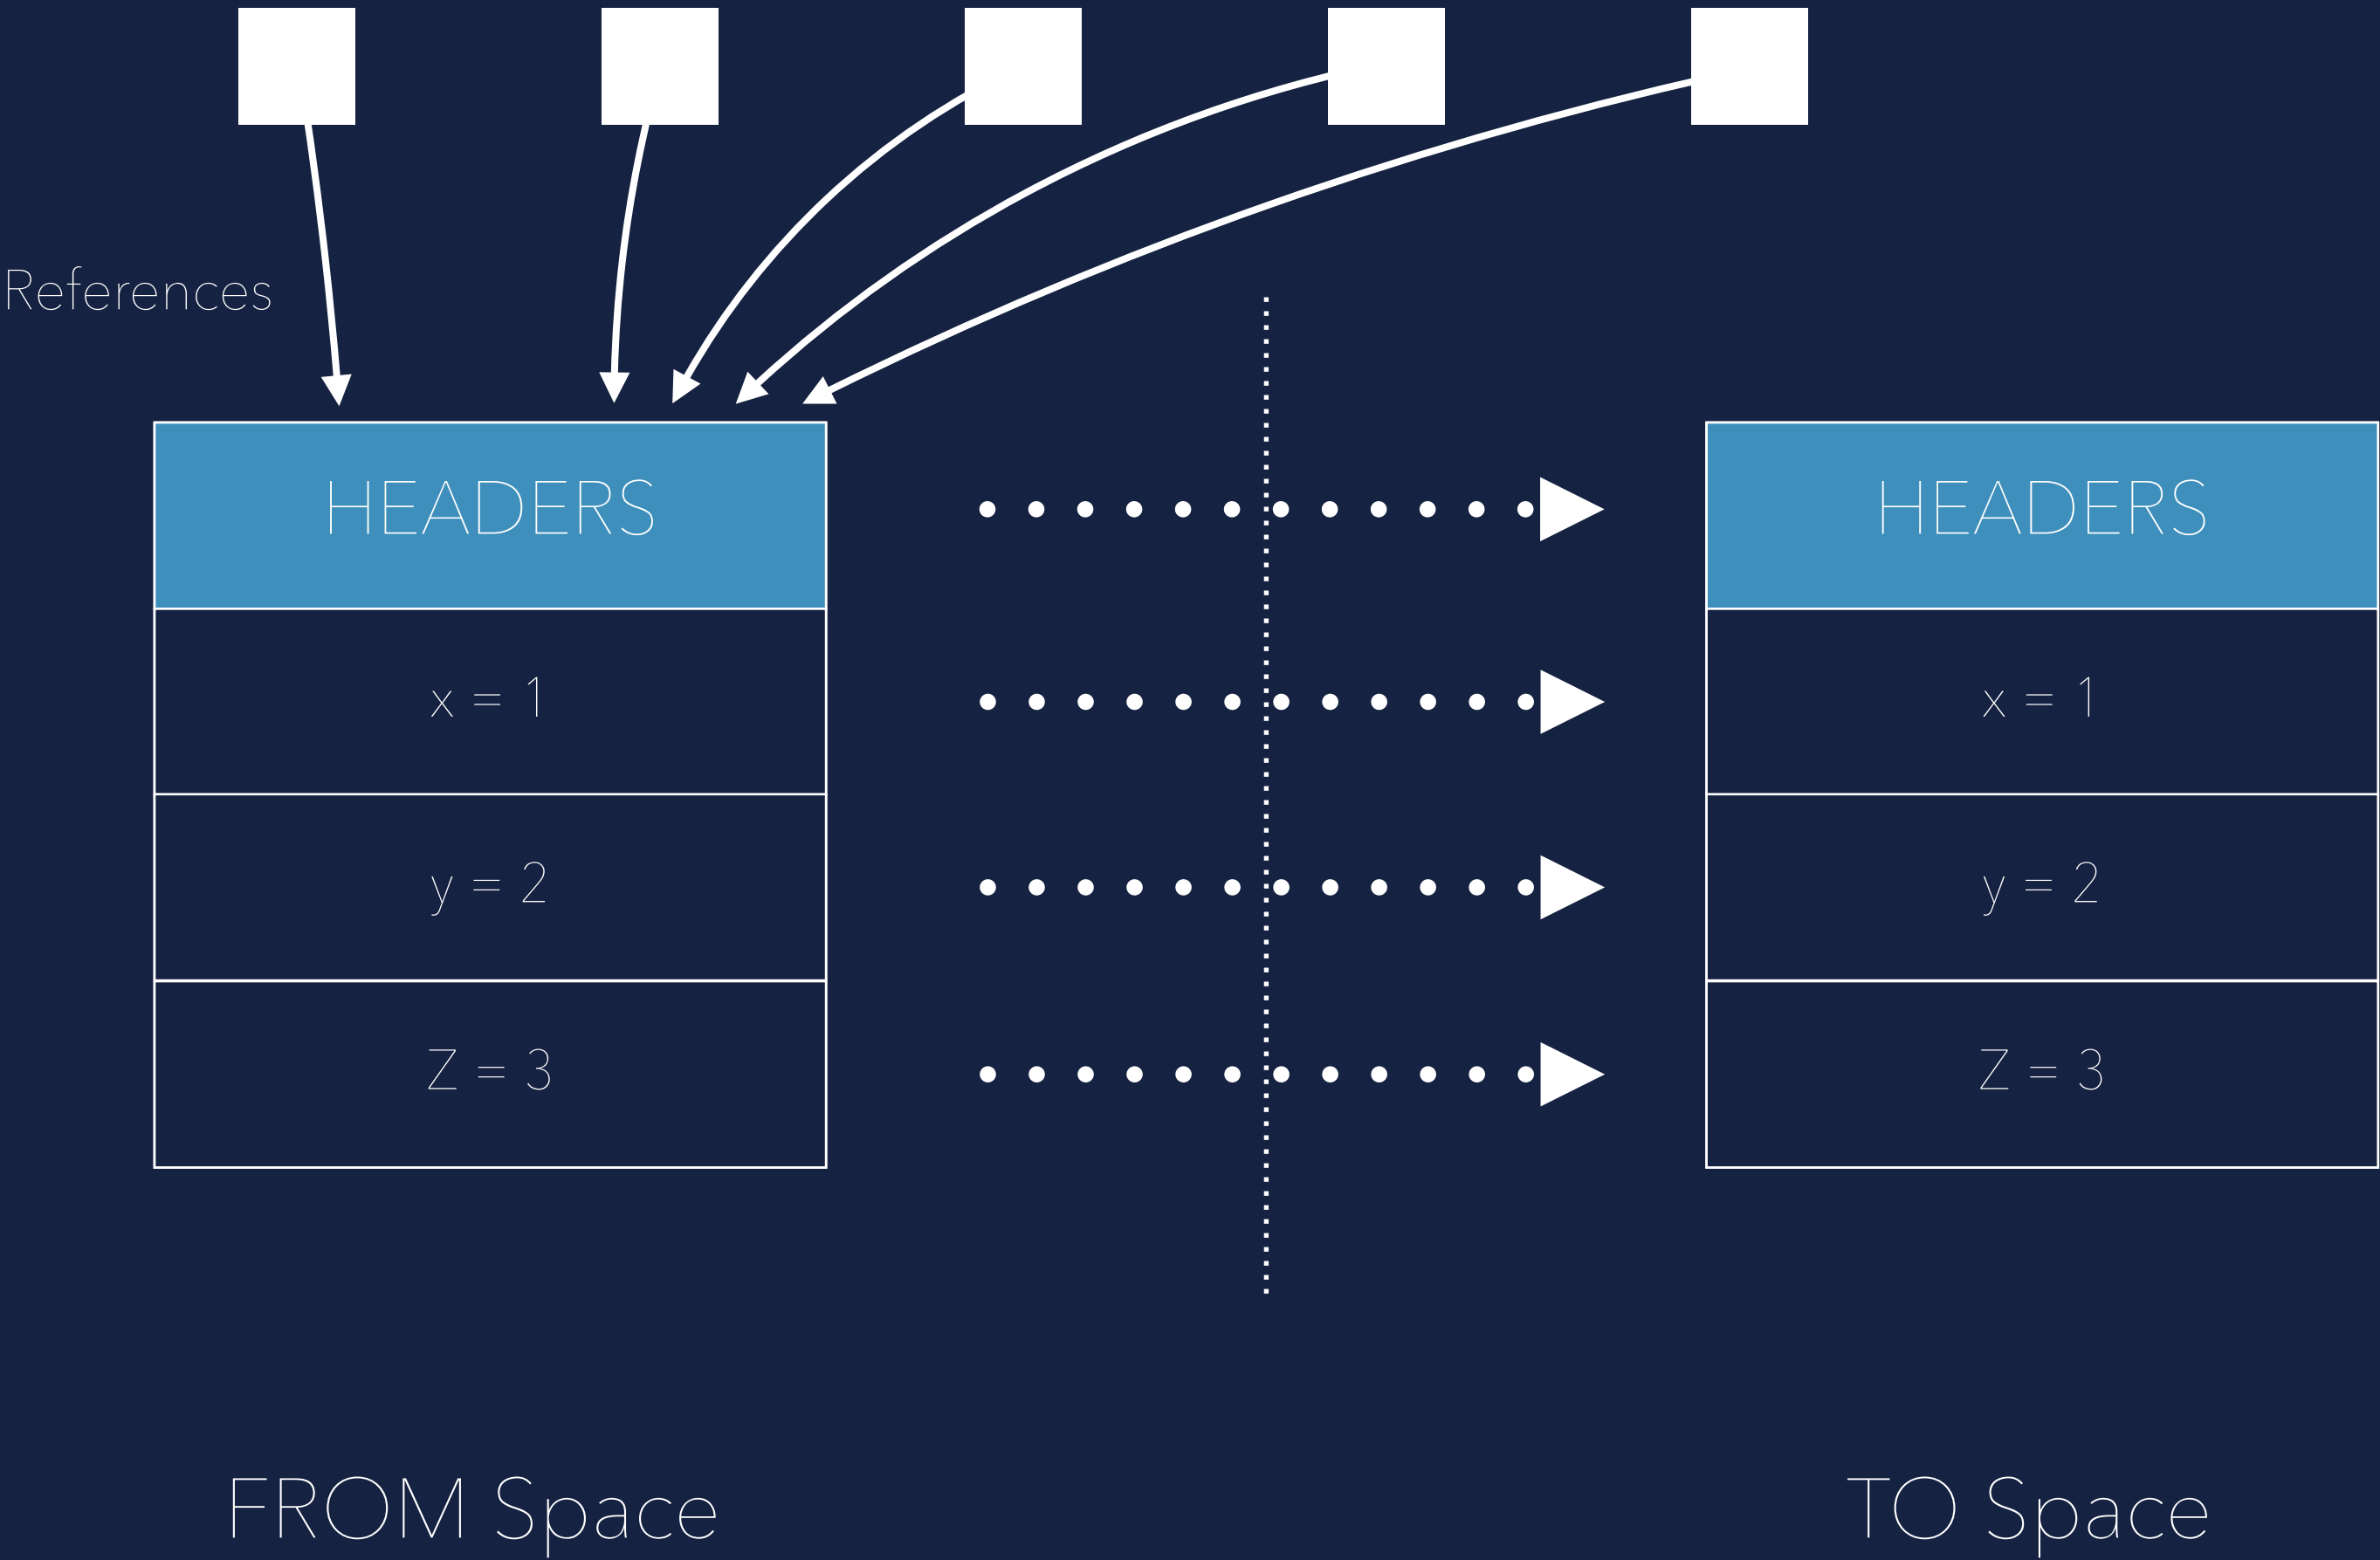 References
HEADERS
HEADERS
x = 1
x = 1
y = 2
y = 2
Z = 3
Z = 3
FROM Space
TO Space